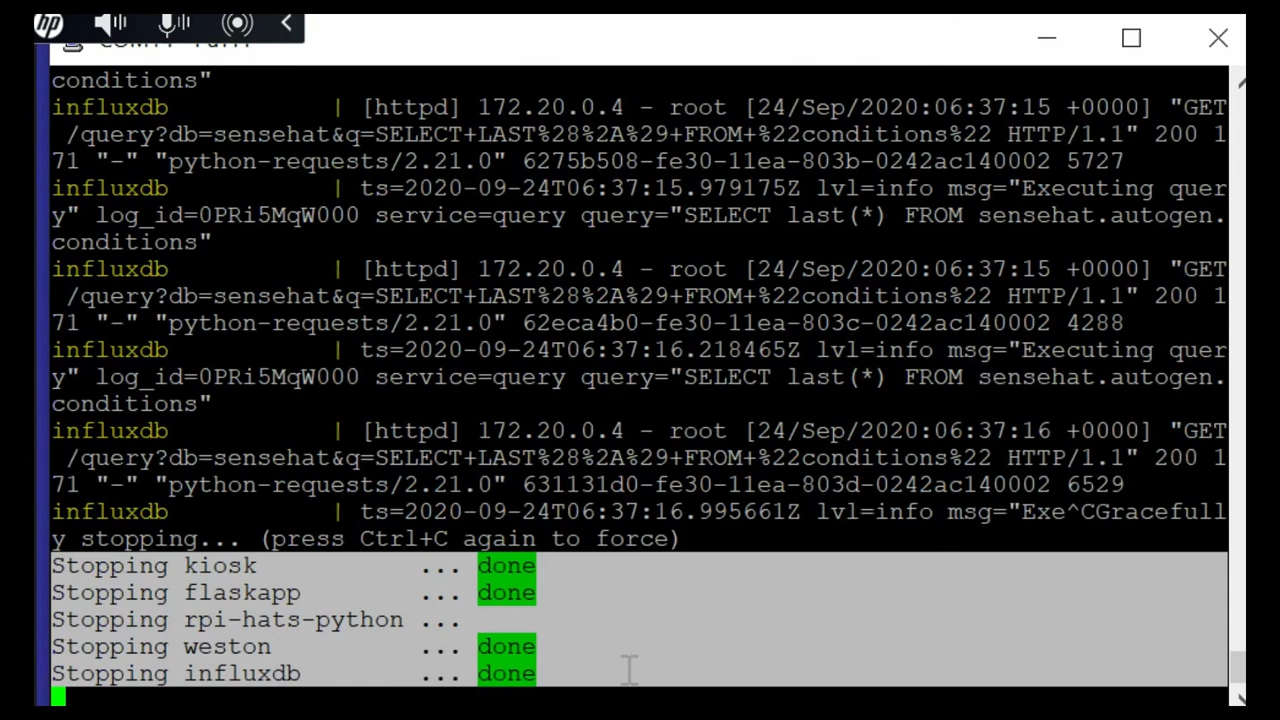 hp
conditions"
influxdb | [httpd] 172.20.0.4 - root [24/Sep/2020:06:37:15 +0000] "GET
/query?db=sensehat&q=SELECT+LAST%28%2A%29+FROM+%22conditions%22 HTTP/1.1" 200 1
71 "-" "python-requests/2.21.0" 6275b508-fe30-11ea-803b-0242ac140002 5727
influxdb | ts=2020-09-24T06:37:15.979175Z lvl=info msg="Executing quer
y" log_id=0PRi5MqW000 service=query query="SELECT last(*) FROM sensehat.autogen.
conditions"
influxdb | [httpd] 172.20.0.4 - root [24/Sep/2020:06:37:15 +0000] "GET
/query?db=sensehat&q=SELECT+LAST%28%2A%29+FROM+%22conditions%22 HTTP/1.1" 200 1
71 "-" "python-requests/2.21.0" 62eca4b0-fe30-11ea-803c-0242ac140002 4288
influxdb | ts=2020-09-24T06:37:16.218465Z lvl=info msg="Executing quer
y" log_id=0PRi5MqW000 service=query query="SELECT last(*) FROM sensehat.autogen.
conditions"
influxdb | [httpd] 172.20.0.4 - root [24/Sep/2020:06:37:16 +0000] "GET
/query?db=sensehat&q=SELECT+LAST%28%2A%29+FROM+%22conditions%22 HTTP/1.1" 200 1
71 "-" "python-requests/2.21.0" 631131d0-fe30-11ea-803d-0242ac140002 6529
influxdb | ts=2020-09-24T06:37:16.995661Z lvl=info msg="Exe^CGracefull
y stopping... (press Ctrl+C again to force)
Stopping kiosk ... done
Stopping flaskapp ... done
Stopping rpi-hats-python ...
Stopping weston ... done
Stopping influxdb ... done